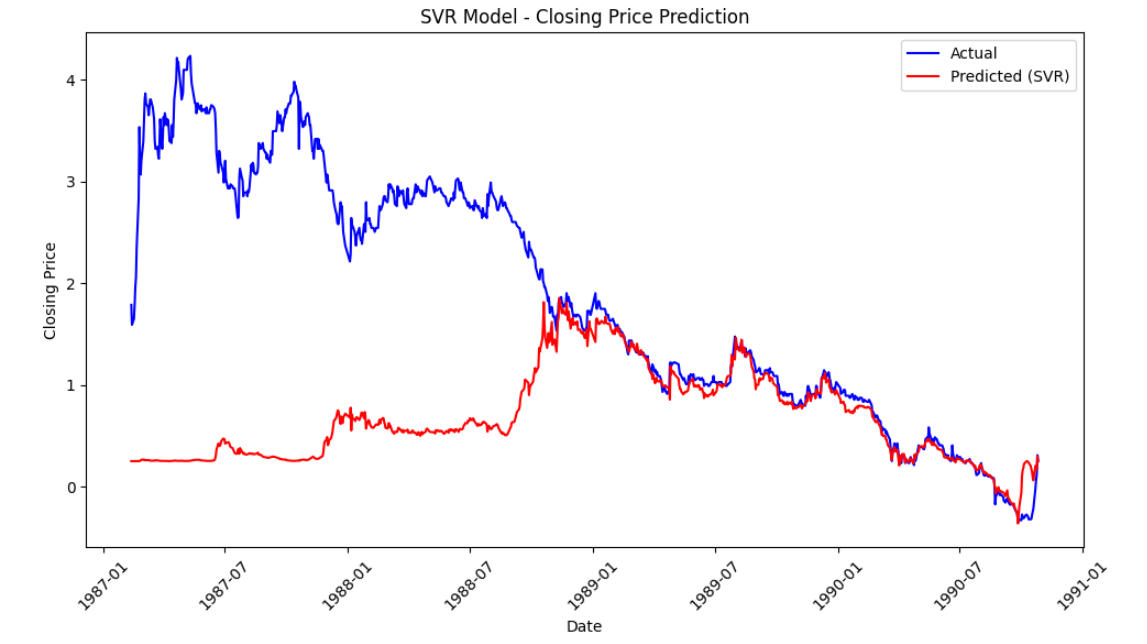 SVR Model - Closing Price Prediction
Actual
Predicted (SVR)
Closing Price
4
3
2
1
0
1987-01
1987-07
1988-01
1988-07
1989-01
1989-07
1990-01
1990-07
1991-01
Date